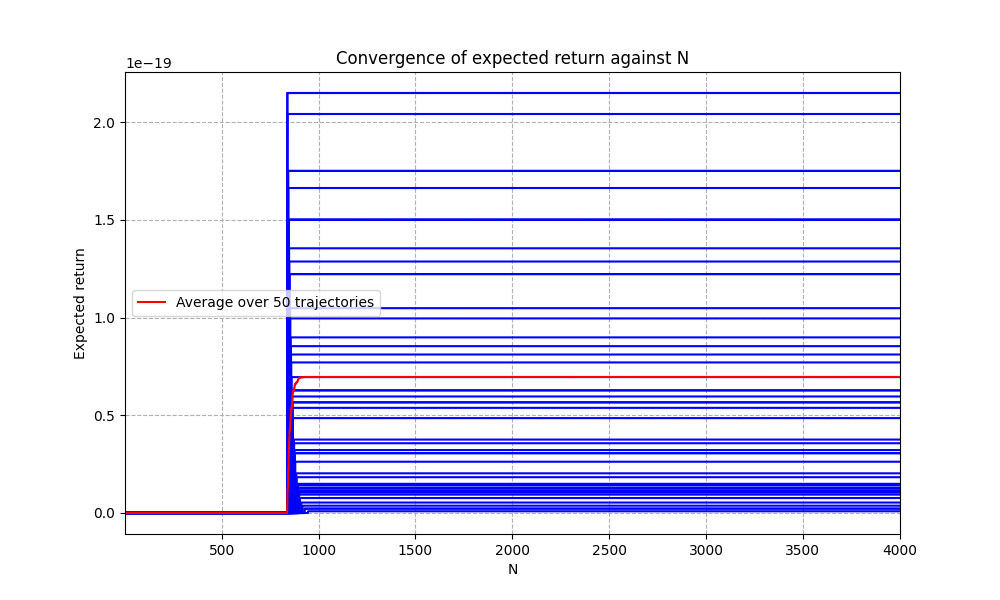 Convergence of expected return against N
1e−19
2.0
1.5
1.0
0.5
0.0
Expected return
Average over 50 trajectories
500 1000 1500 2000 2500 3000 3500 4000
N